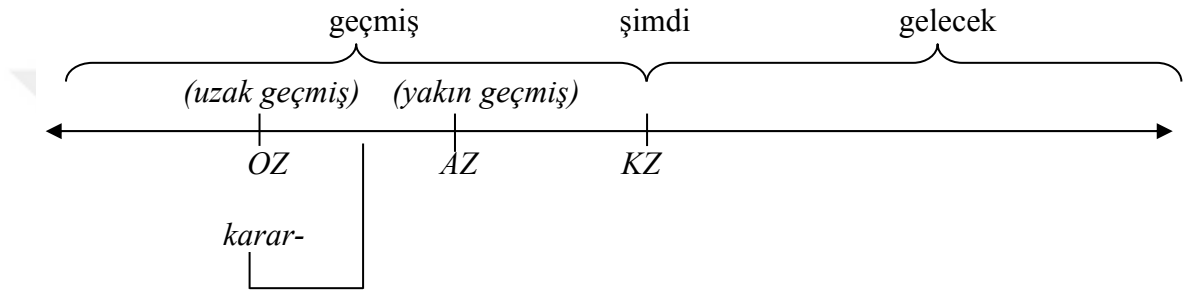 geçmiş şimdi gelecek
(uzak geçmiş) (yakın geçmiş)
OZ AZ KZ
karar-